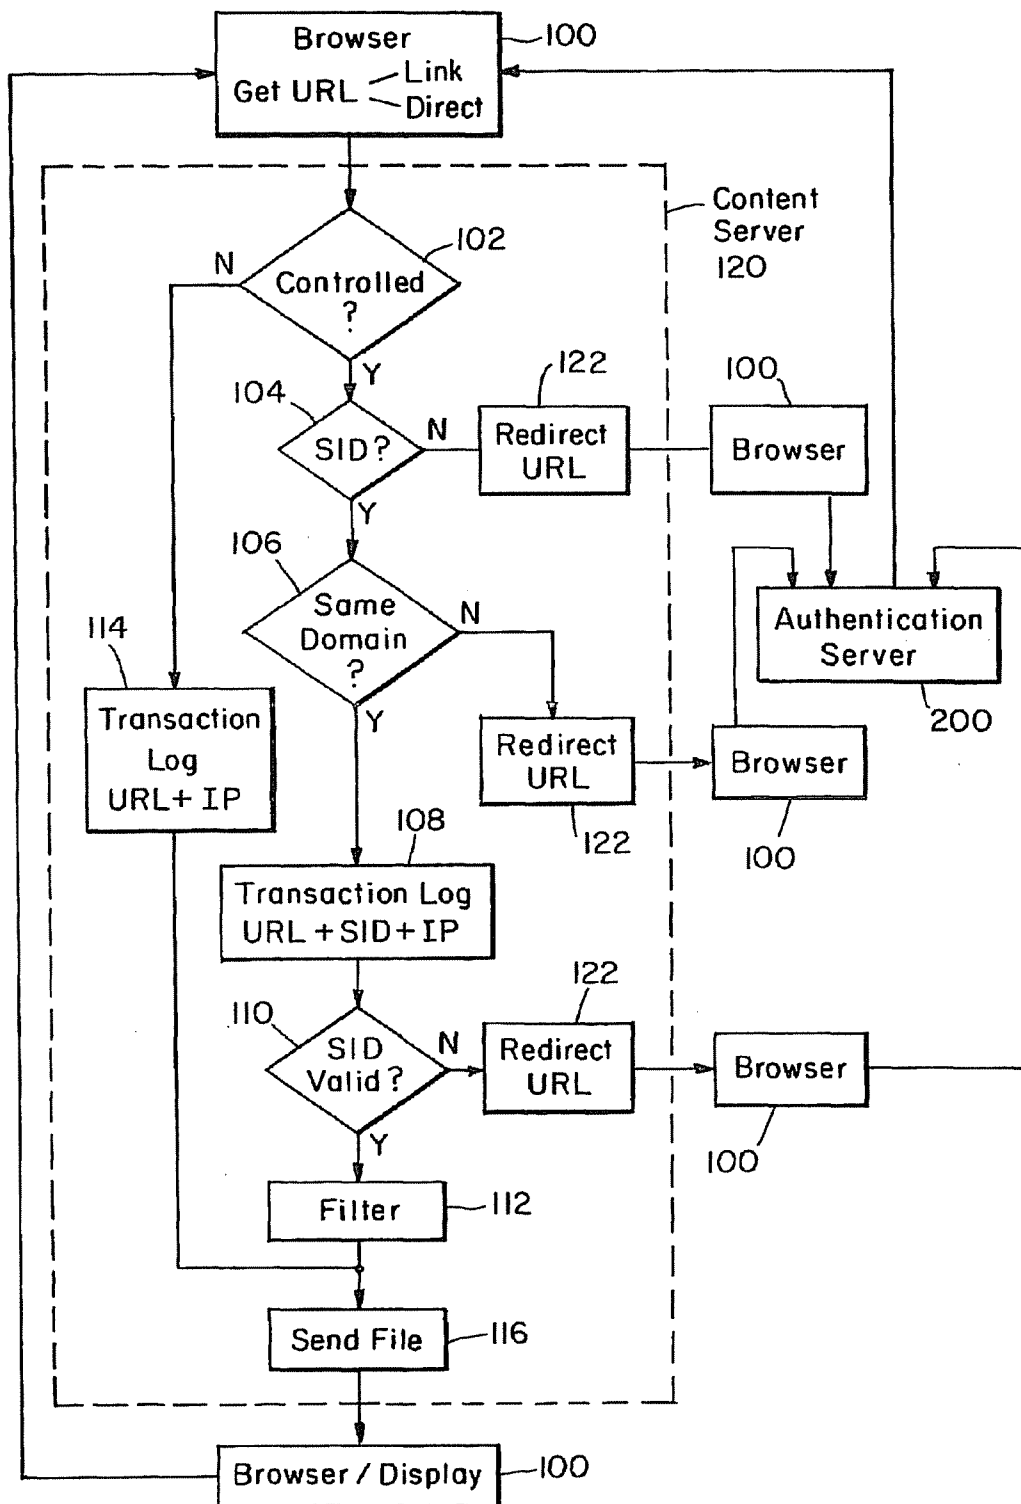 Browser
100
Get URL
Link
Direct
Content
Server
120
102
N
Controlled
?
Y
104
SID?
N
122
Redirect
URL
100
Browser
Y
106
Same
Domain
?
N
Authentication
Server
200
114
Transaction
Log
URL+ IP
Y
Redirect
URL
122
Browser
100
108
Transaction Log
URL +SID+ IP
110
SID
Valid?
N
122
Redirect
URL
Browser
100
Y
Filter
112
Send File
116
Browser / Display
100